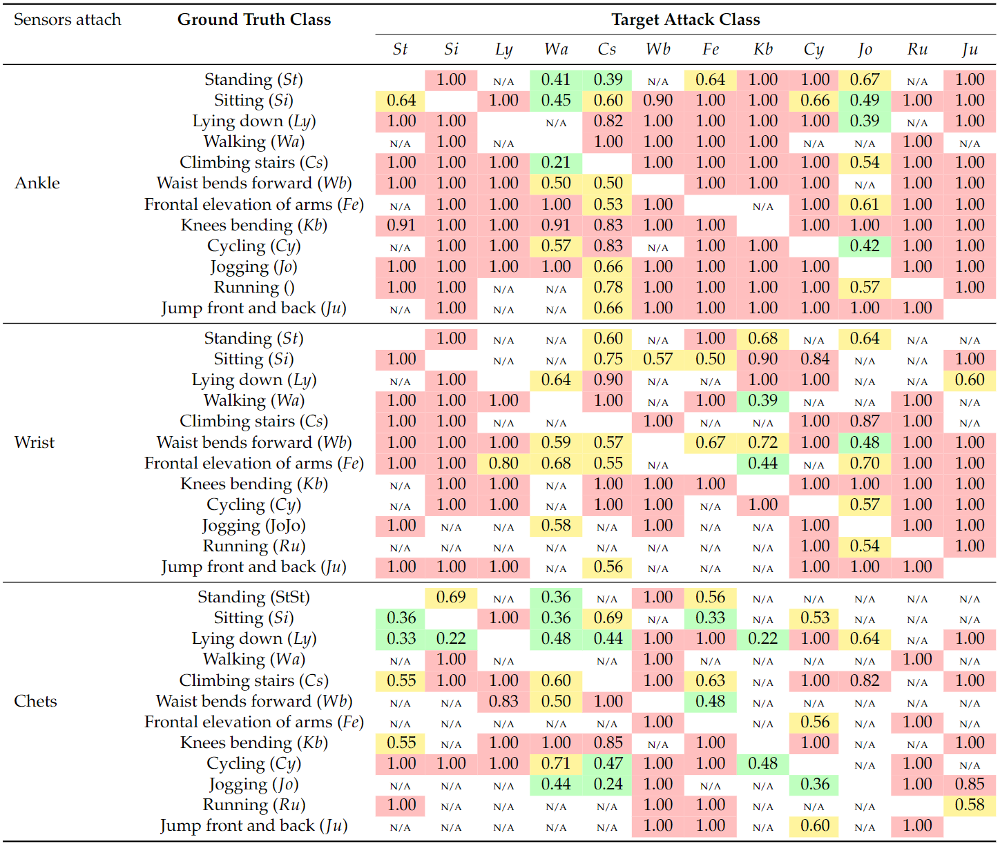 Sensors attach Ground Truth Class Target Attack Class
St Si Ly Wa Cs Wb Fe Kb Cy Jo Ru Ju
Standing (St) 1.00 N/A 0.41 0.39 N/A 0.64 1.00 1.00 0.67 N/A 1.00
Sitting (Si) 0.64 1.00 0.45 0.60 0.90 1.00 1.00 0.66 0.49 1.00 1.00
Lying down (Ly) 1.00 1.00 N/A 0.82 1.00 1.00 1.00 1.00 0.39 N/A 1.00
Walking (Wa) N/A 1.00 N/A 1.00 1.00 1.00 1.00 N/A N/A 1.00 N/A
Climbing stairs (Cs) 1.00 1.00 1.00 0.21 1.00 1.00 1.00 1.00 0.54 1.00 1.00
Ankle Waist bends forward (Wb) 1.00 1.00 1.00 0.50 0.50 1.00 1.00 1.00 N/A 1.00 1.00
Frontal elevation of arms (Fe) N/A 1.00 1.00 1.00 0.53 1.00 N/A 1.00 0.61 1.00 1.00
Knees bending (Kb) 0.91 1.00 1.00 0.91 0.83 1.00 1.00 1.00 1.00 1.00 1.00
Cycling (Cy) N/A 1.00 1.00 0.57 0.83 N/A 1.00 1.00 0.42 1.00 1.00
Jogging (Jo) 1.00 1.00 1.00 1.00 0.66 1.00 1.00 1.00 1.00 1.00 1.00
Running () 1.00 1.00 N/A N/A 0.78 1.00 1.00 1.00 1.00 0.57 1.00
Jump front and back (Ju) N/A 1.00 N/A N/A 0.66 1.00 1.00 1.00 1.00 1.00 1.00
Standing (St) 1.00 N/A N/A 0.60 N/A 1.00 0.68 N/A 0.64 N/A N/A
Sitting (Si) 1.00 N/A N/A 0.75 0.57 0.50 0.90 0.84 N/A N/A 1.00
Lying down (Ly) N/A 1.00 0.64 0.90 N/A N/A 1.00 1.00 N/A N/A 0.60
Walking (Wa) 1.00 1.00 1.00 1.00 N/A 1.00 0.39 N/A N/A 1.00 N/A
Climbing stairs (Cs) 1.00 1.00 N/A N/A 1.00 N/A N/A 1.00 0.87 1.00 N/A
Wrist Waist bends forward (Wb) 1.00 1.00 1.00 0.59 0.57 0.67 0.72 1.00 0.48 1.00 1.00
Frontal elevation of arms (Fe) 1.00 1.00 0.80 0.68 0.55 N/A 0.44 N/A 0.70 1.00 1.00
Knees bending (Kb) N/A 1.00 1.00 N/A 1.00 1.00 1.00 1.00 1.00 1.00 1.00
Cycling (Cy) N/A 1.00 1.00 N/A 1.00 1.00 N/A 1.00 0.57 1.00 1.00
Jogging (JoJo) 1.00 N/A N/A 0.58 N/A 1.00 N/A N/A 1.00 1.00 1.00
Running (Ru) N/A N/A N/A N/A N/A N/A N/A N/A 1.00 0.54 1.00
Jump front and back (Ju) 1.00 1.00 1.00 N/A 0.56 N/A N/A N/A 1.00 1.00 1.00
Standing (StSt) 0.69 N/A 0.36 N/A 1.00 0.56 N/A N/A N/A N/A N/A
Sitting (Si) 0.36 1.00 0.36 0.69 N/A 0.33 N/A 0.53 N/A N/A N/A
Lying down (Ly) 0.33 0.22 0.48 0.44 1.00 1.00 0.22 1.00 0.64 N/A 1.00
Walking (Wa) N/A 1.00 N/A N/A 1.00 N/A N/A N/A N/A 1.00 N/A
Climbing stairs (Cs) 0.55 1.00 1.00 0.60 1.00 0.63 N/A 1.00 0.82 N/A 1.00
Chets Waist bends forward (Wb) N/A N/A 0.83 0.50 1.00 0.48 N/A N/A N/A N/A N/A
Frontal elevation of arms (Fe) N/A N/A N/A N/A N/A 1.00 N/A 0.56 N/A 1.00 N/A
Knees bending (Kb) 0.55 N/A 1.00 1.00 0.85 N/A 1.00 1.00 N/A N/A 1.00
Cycling (Cy) 1.00 1.00 1.00 0.71 0.47 1.00 1.00 0.48 N/A 1.00 N/A
Jogging (Jo) N/A N/A N/A 0.44 0.24 1.00 N/A N/A 0.36 1.00 0.85
Running (Ru) 1.00 N/A N/A N/A N/A 1.00 1.00 N/A N/A N/A 0.58
Jump front and back (Ju) N/A N/A N/A N/A N/A 1.00 1.00 N/A 0.60 N/A 1.00